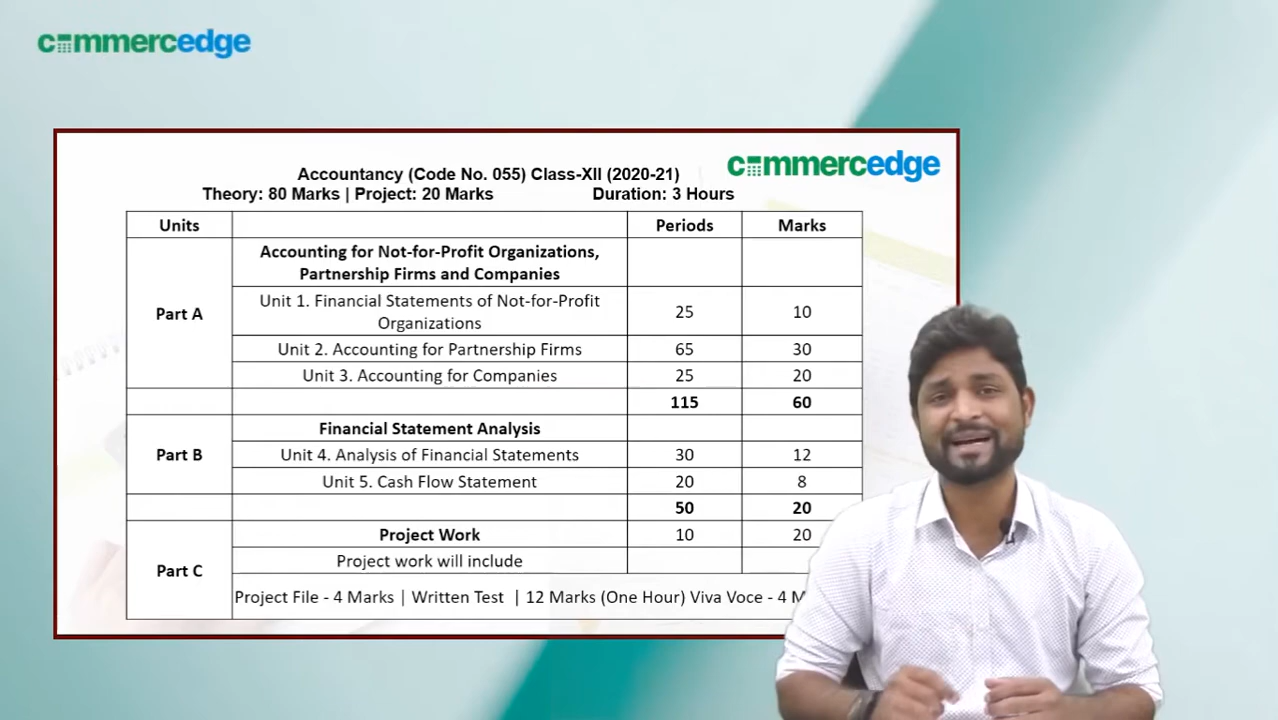 commercedge
commercedge
Accountancy (Code No. 055) Class-XII (2020-21)
Theory: 80 Marks | Project: 20 Marks Duration: 3 Hours
Units Periods Marks
Part A
Accounting for Not-for-Profit Organizations,
Partnership Firms and Companies
Unit 1. Financial Statements of Not-for-Profit
Organizations 25 10
Unit 2. Accounting for Partnership Firms 65 30
Unit 3. Accounting for Companies 25 20
115 60
Part B
Financial Statement Analysis
Unit 4. Analysis of Financial Statements 30 12
Unit 5. Cash Flow Statement 20 8
50 20
Part C
Project Work 10 20
Project work will include
Project File - 4 Marks | Written Test | 12 Marks (One Hour) Viva Voce - 4 M